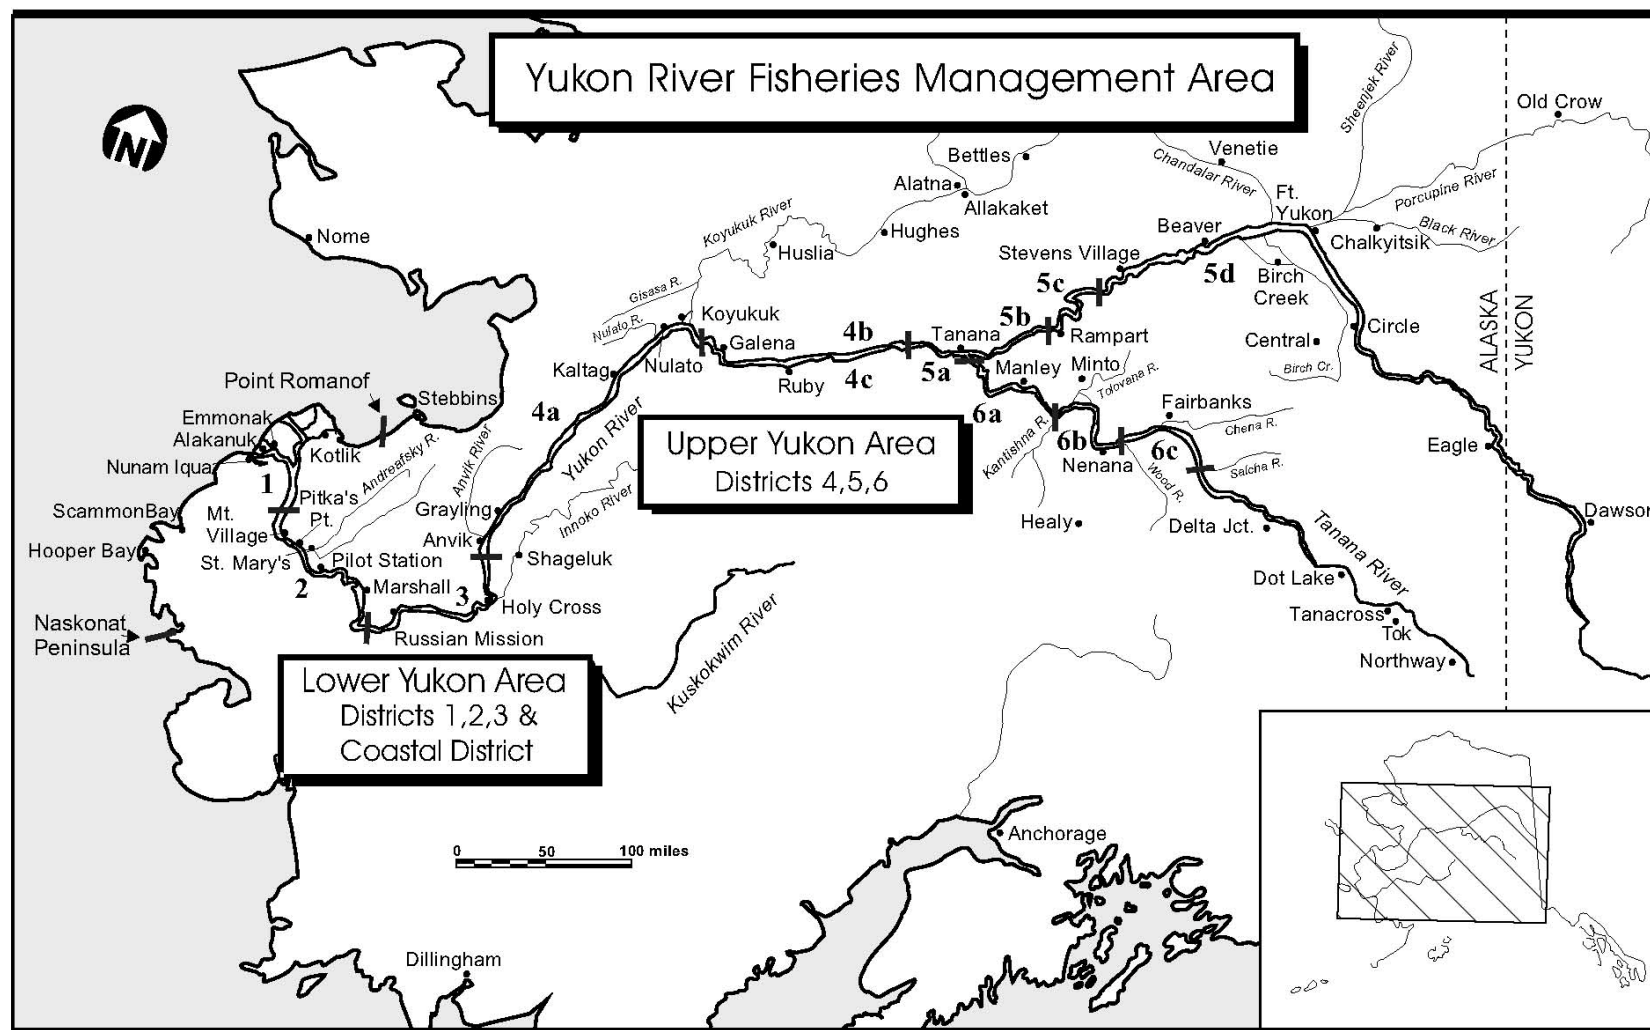 Yukon River Fisheries Management Area
N
Sheenjek River
Old Crow
Bettles
Venetie
Chandalar River
Alatna
Allakaket
Porcupine River
Ft.
Yukon
Koyukuk River
Hughes
Huslia
Beaver
Chalkyitsik
Black River
Nome
Stevens Village
5d
Birch
Creek
Gisasa R.
5c
Koyukuk
Nulato R.
Nulato
Galena
4b
Tanana
5b
Rampart
Circle
Central
ALASKA
YUKON
Kaltag
Ruby
4c
5a
Manley
Minto
Tolovana R.
Birch Cr.
Point Romanof
Stebbins
4a
Yukon River
6a
Fairbanks
Chena R.
Emmonak
Alakanuk
Nunam Iqua
Kotlik
Andreafsky R.
Anvik River
Upper Yukon Area
Districts 4,5,6
Kantishna R.
6b
Nenana
6c
Wood R.
Salcha R.
Eagle
1
Pitka's
Pt.
Scammon Bay
Mt.
Village
Grayling
Innoko River
Healy
Delta Jct.
Dawson
Hooper Bay
St. Mary's
Pilot Station
Anvik
Shageluk
Tanana River
2
Marshall
3
Holy Cross
Dot Lake
Naskonat
Peninsula
Russian Mission
Tanacross
Tok
Northway
Kuskokwim River
Lower Yukon Area
Districts 1,2,3 &
Coastal District
0 50 100 miles
Anchorage
Dillingham